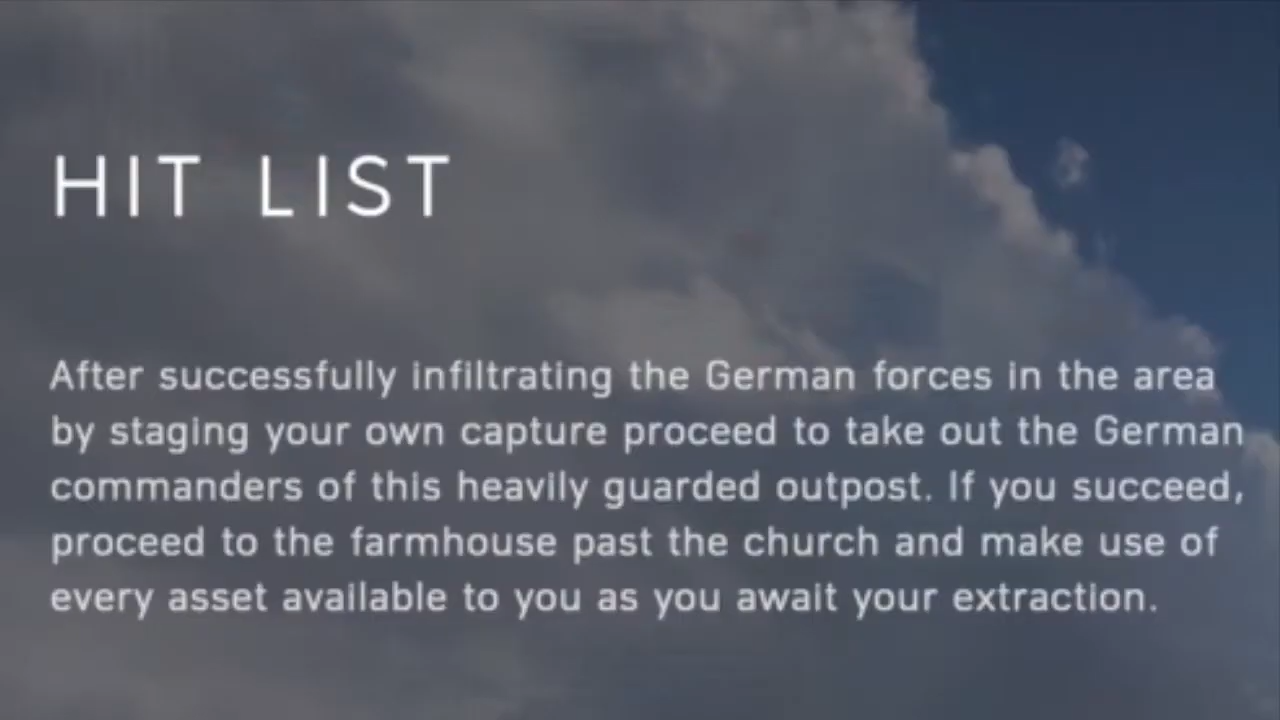 HIT LIST
After successfully infiltrating the German forces in the area
by staging your own capture proceed to take out the German
commanders of this heavily guarded outpost. If you succeed,
proceed to the farmhouse past the church and make use of
every asset available to you as you await your extraction.